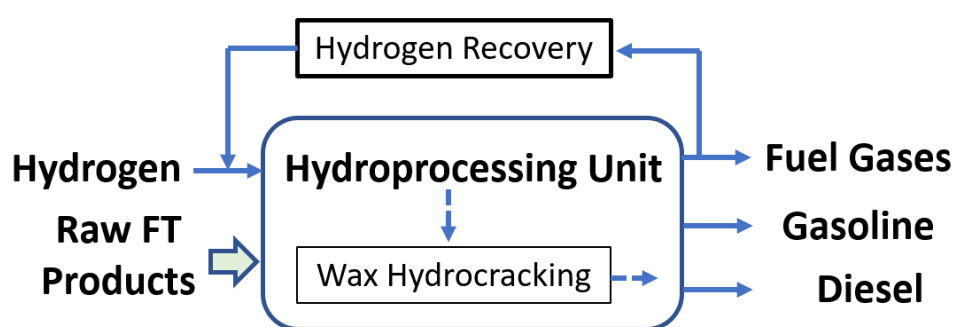 Hydrogen Recovery
Hydrogen
Hydroprocessing Unit
Fuel Gases
Raw FT
Products
Gasoline
Wax Hydrocracking
Diesel